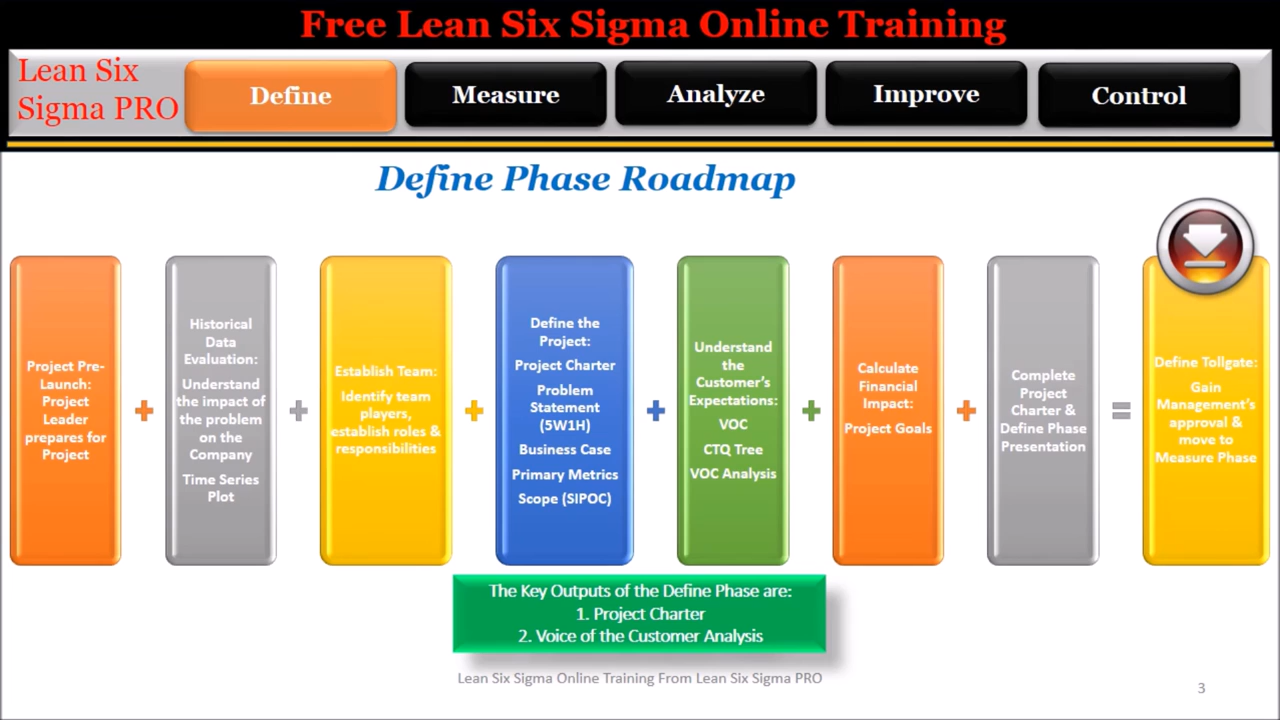 Free Lean Six Sigma Online Training
Lean Six
Sigma PRO
Define
Measure
Analyze
Improve
Control
Define Phase Roadmap
Project Pre-
Launch:
Project
Leader
prepares for
Project
+
Historical
Data
Evaluation:
Understand
the impact of
the problem
on the
Company
Time Series
Plot
+
Establish Team:
Identify team
players,
establish roles &
responsibilities
+
Define the
Project:
Project Charter
Problem
Statement
(5W1H)
Business Case
Primary Metrics
Scope (SIPOC)
+
Understand
the
Customer's
Expectations:
VOC
CTQ Tree
VOC Analysis
+
Calculate
Financial
Impact:
Project Goals
+
Complete
Project
Charter &
Define Phase
Presentation
=
Define Tollgate:
Gain
Management's
approval &
move to
Measure Phase
The Key Outputs of the Define Phase are:
1. Project Charter
2. Voice of the Customer Analysis
Lean Six Sigma Online Training From Lean Six Sigma PRO
3